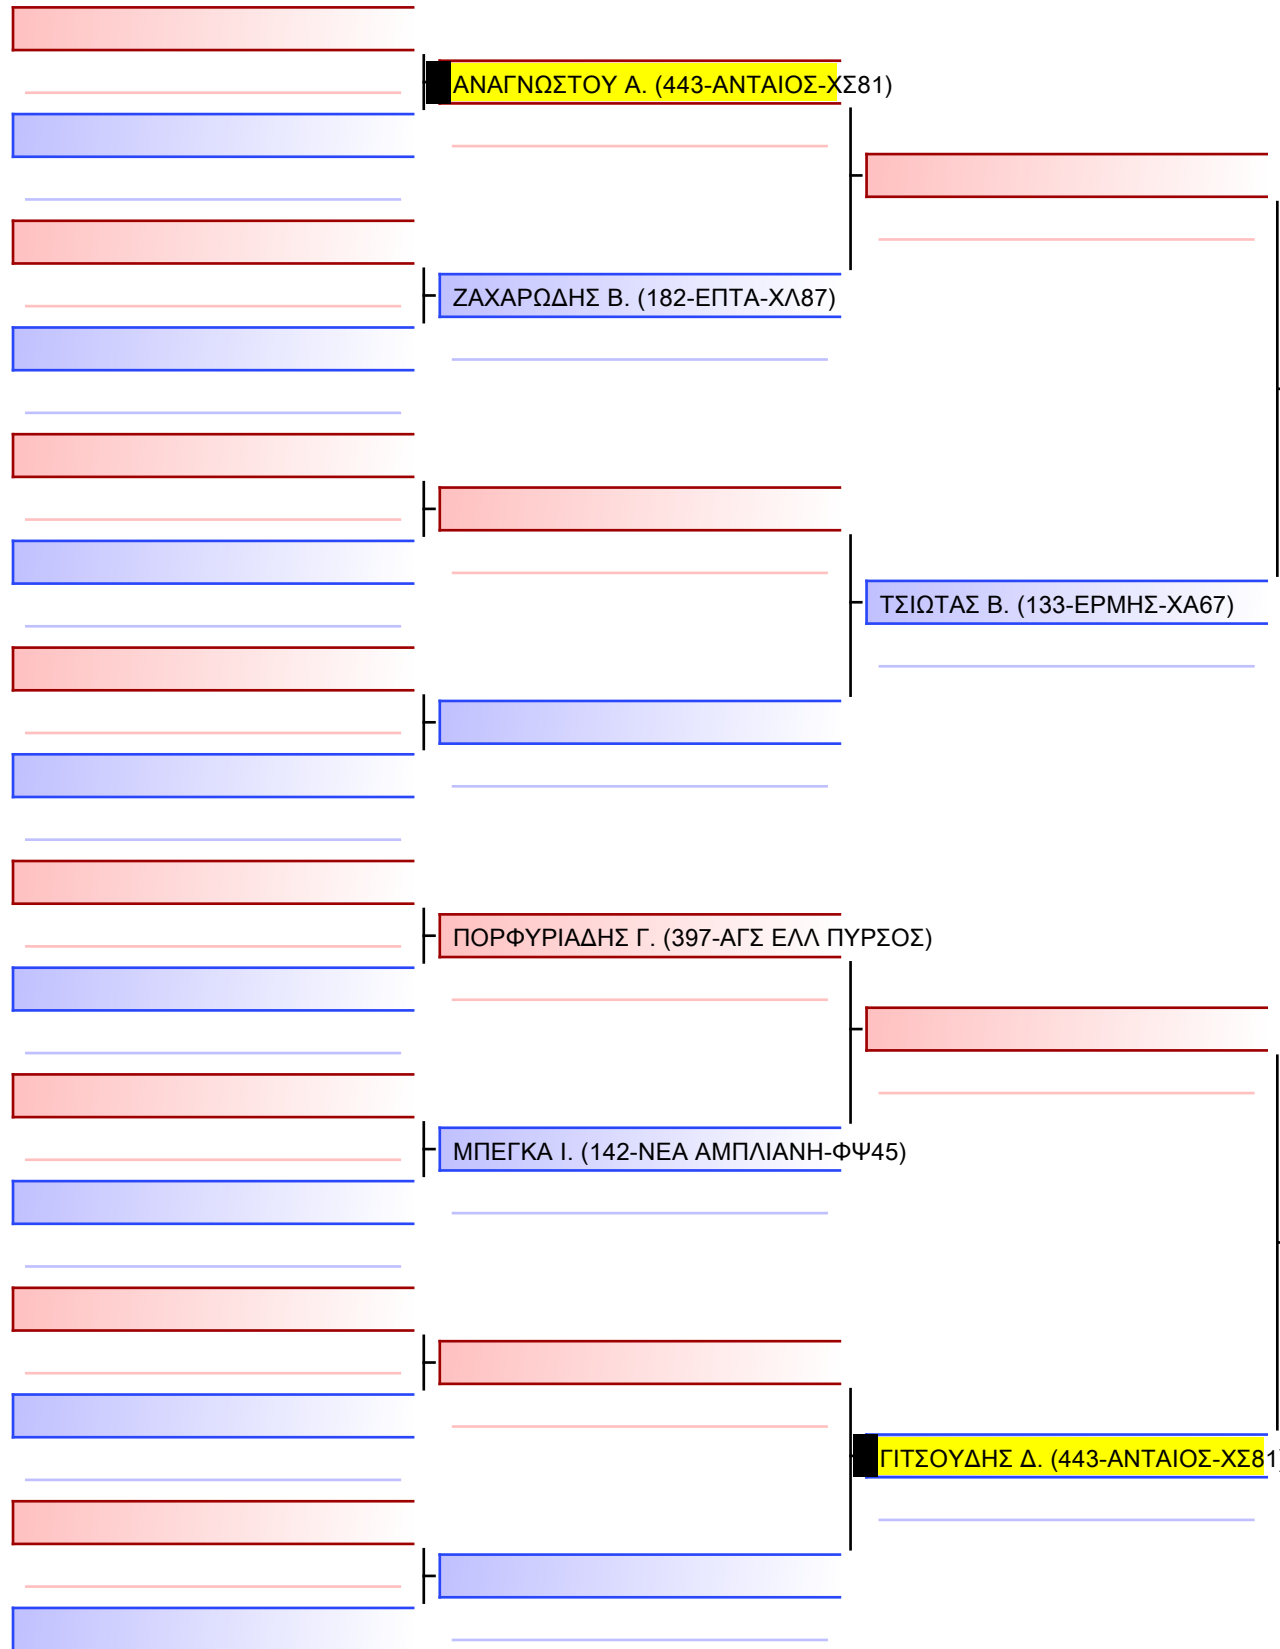 ΑΝΑΓΝΩΣΤΟΥ Α. (443-ΑΝΤΑΙΟΣ-ΧΣ81)
ΖΑΧΑΡΩΔΗΣ Β. (182-ΕΠΤΑ-ΧΛ87)
ΤΣΙΩΤΑΣ Β. (133-ΕΡΜΗΣ-ΧΑ67)
ΠΟΡΦΥΡΙΑΔΗΣ Γ. (397-ΑΓΣ ΕΛΛ ΠΥΡΣΟΣ)
ΜΠΕΓΚΑ Ι. (142-ΝΕΑ ΑΜΠΛΙΑΝΗ-ΦΨ45)
ΓΙΤΣΟΥΔΗΣ Δ. (443-ΑΝΤΑΙΟΣ-ΧΣ81)